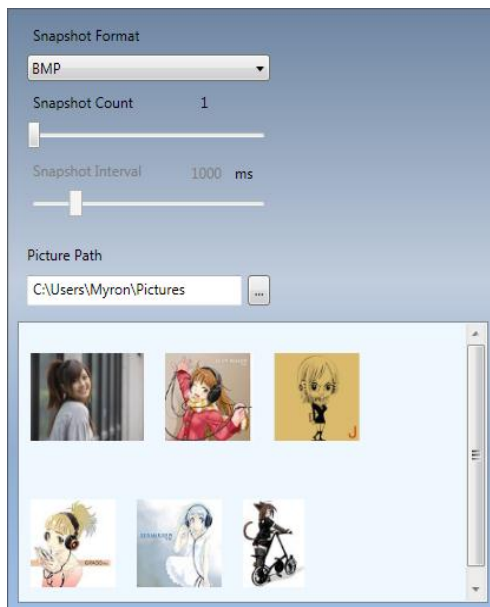 Snapshot Format
BMP
Snapshot Count 1
Snapshot Interval 1000 ms
Picture Path
C:\Users\Myron\Pictures
...
J